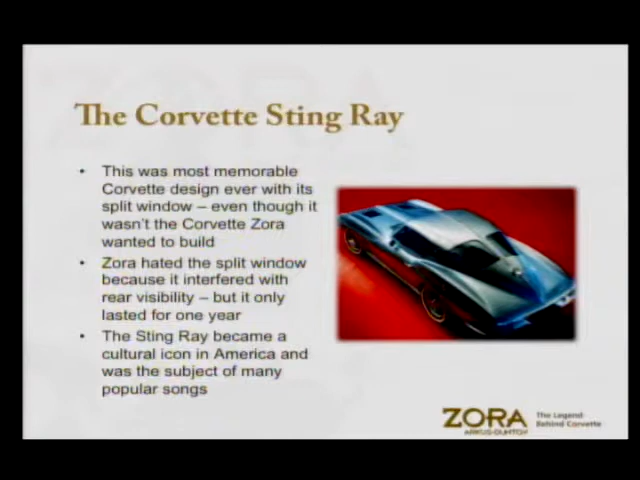 The Corvette Sting Ray
• This was most memorable
Corvette design ever with its
split window – even though it
wasn't the Corvette Zora
wanted to build
• Zora hated the split window
because it interfered with
rear visibility – but it only
lasted for one year
• The Sting Ray became a
cultural icon in America and
was the subject of many
popular songs
ZORA
ARKUS-DUNTOV
The Legend
Behind Corvette